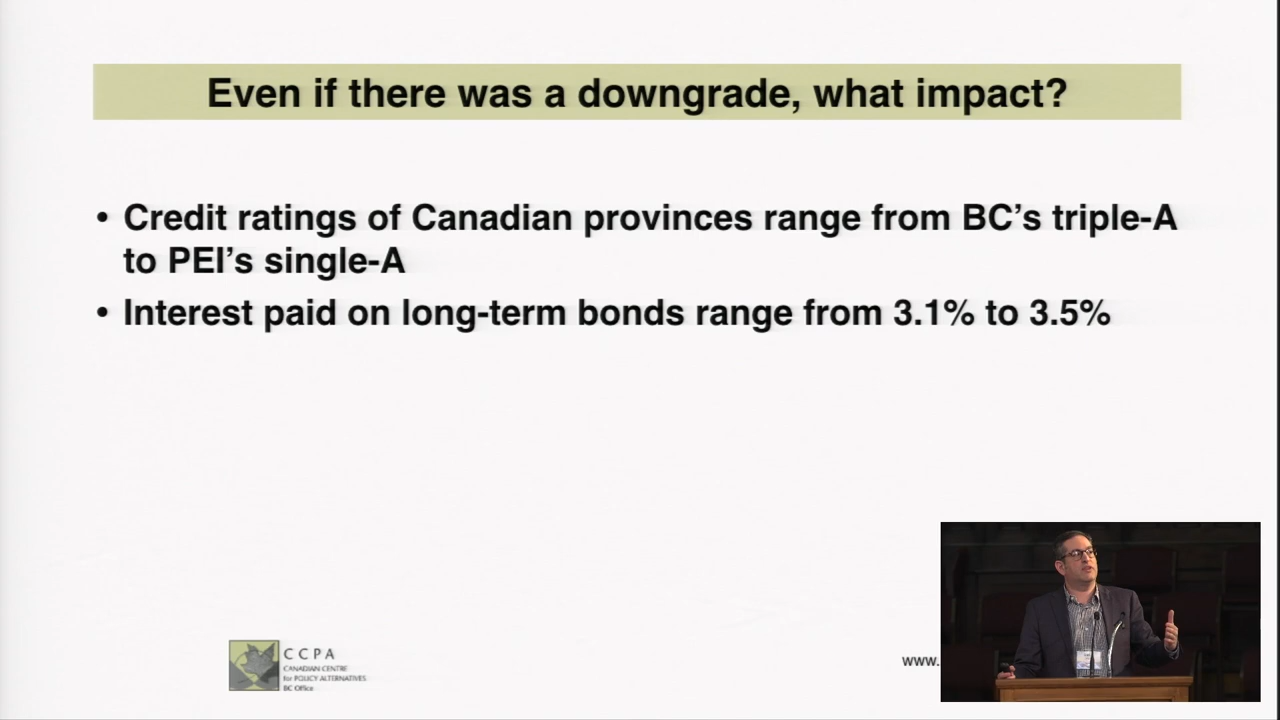 Even if there was a downgrade, what impact?
• Credit ratings of Canadian provinces range from BC’s triple-A
to PEI’s single-A
• Interest paid on long-term bonds range from 3.1% to 3.5%
CCPA
CANADIAN CENTRE
for POLICY ALTERNATIVES
BC Office
www.